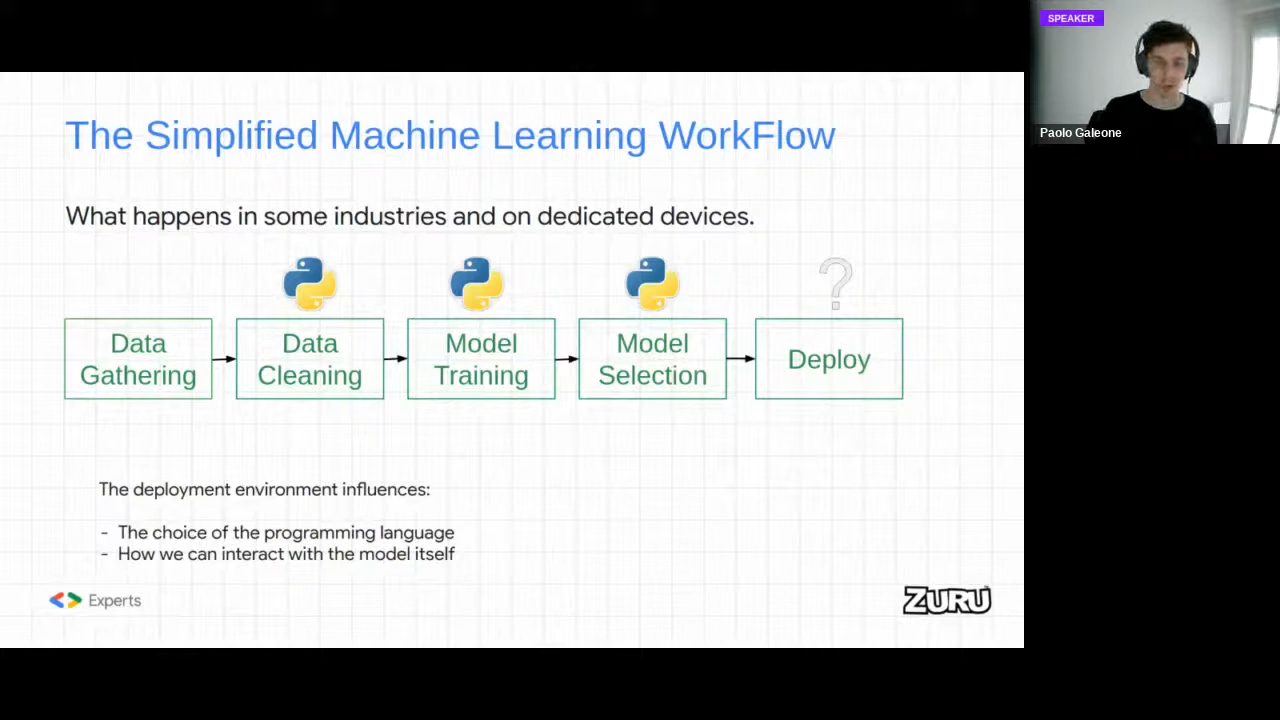 SPEAKER
Paolo Galeone
The Simplified Machine Learning WorkFlow
What happens in some industries and on dedicated devices.
?
Data
Gathering
Data
Cleaning
Model
Training
Model
Selection
Deploy
The deployment environment influences:
- The choice of the programming language
- How we can interact with the model itself
Experts
ZURU